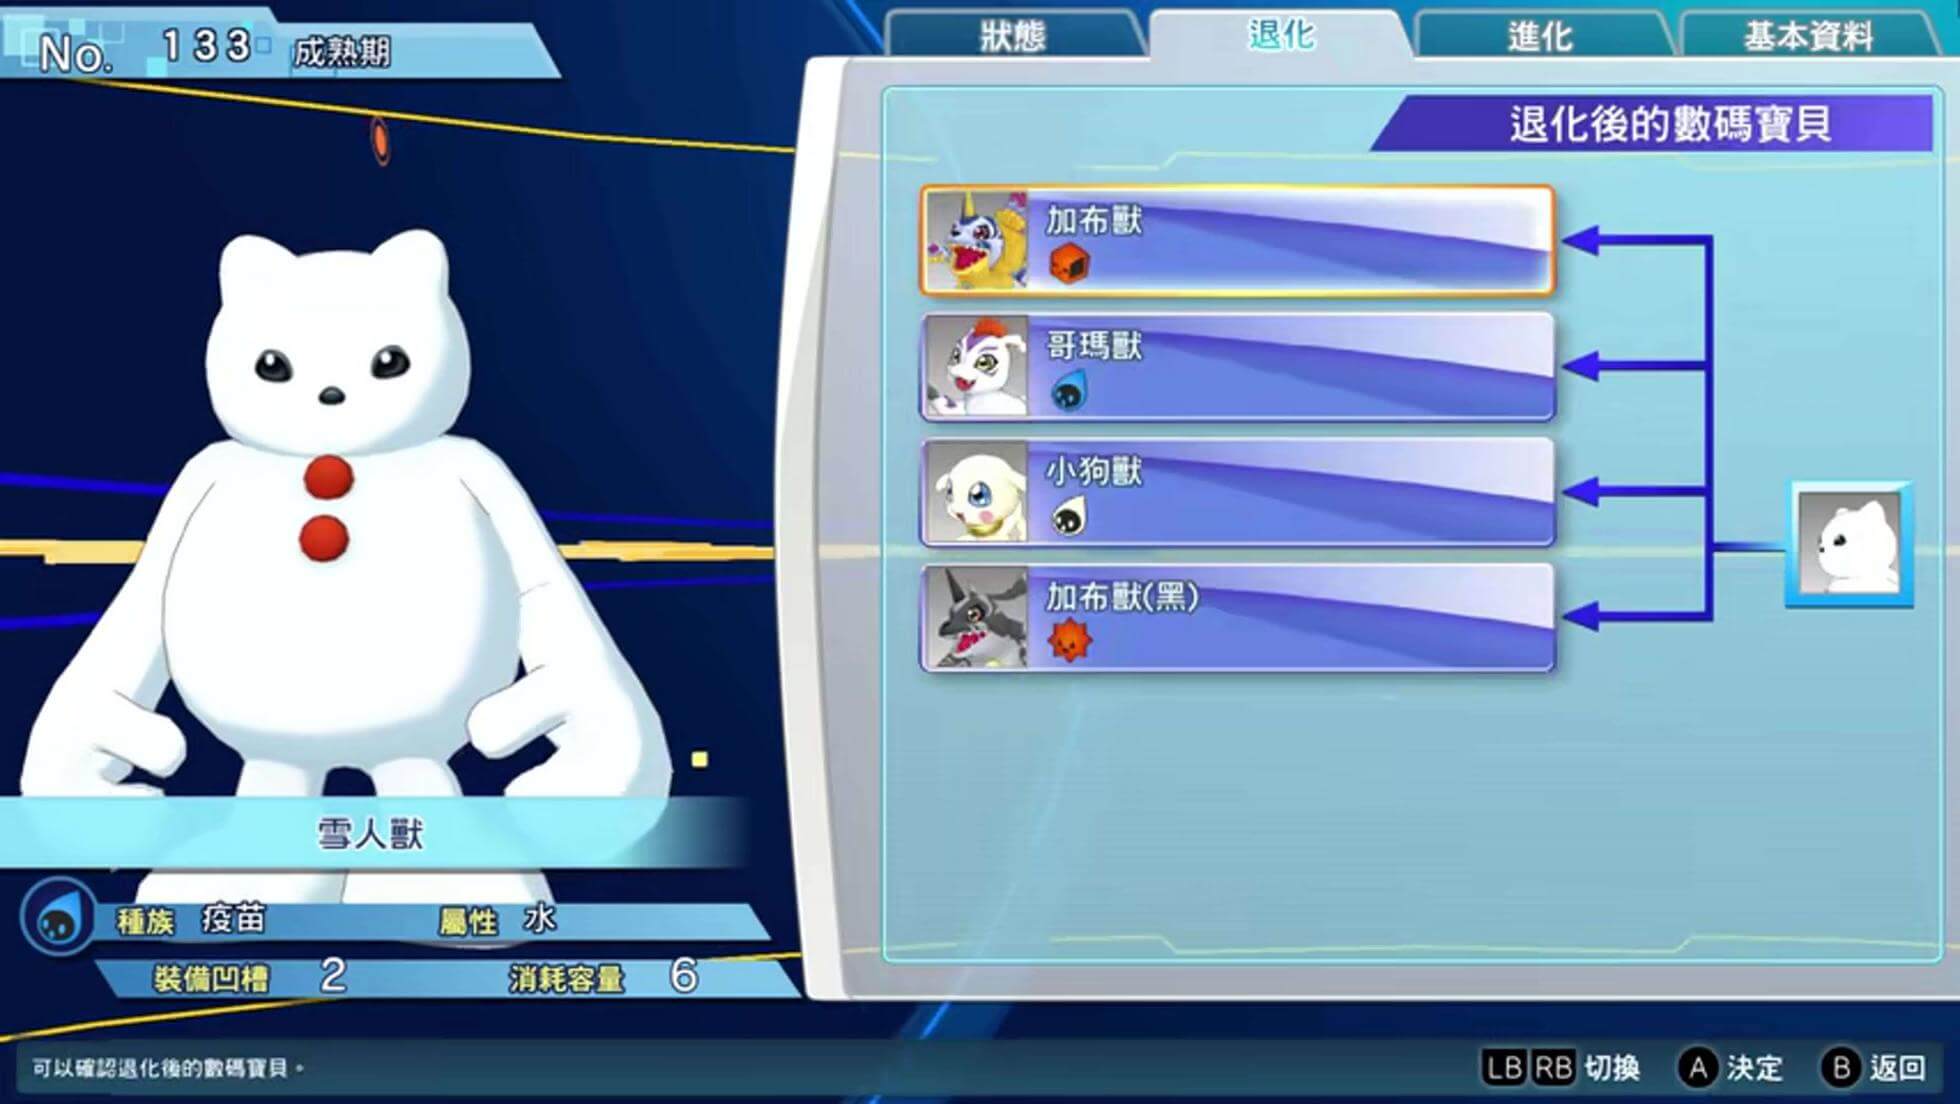 No. 133 成熟期
狀態 退化 進化 基本資料
退化後的數碼寶貝
加布獸
哥瑪獸
小狗獸
加布獸(黑)
雪人獸
種族 疫苗 屬性 水
裝備凹槽 2 消耗容量 6
可以確認退化後的數碼寶貝。
LB RB 切換 A 決定 B 返回